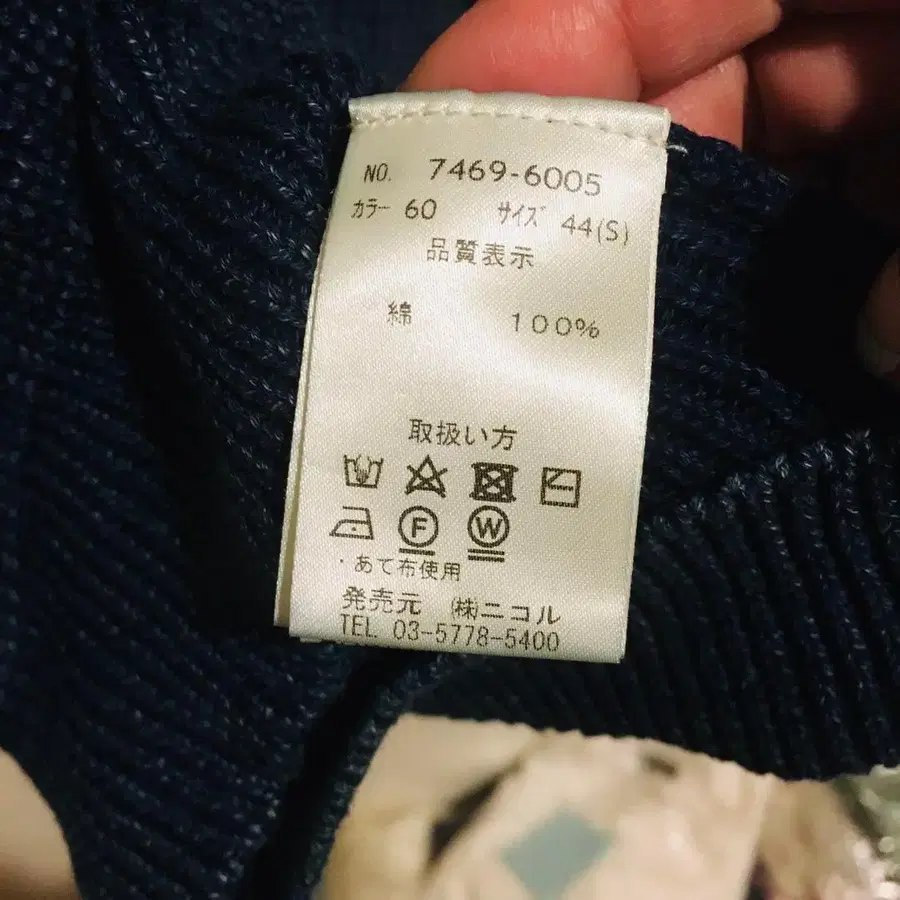 NO. 7469-6005
カラー 60 サイズ 44(S)
品質表示
綿 100%
取扱い方
F W
・あて布使用
発売元 ㈱ニコル
TEL 03-5778-5400